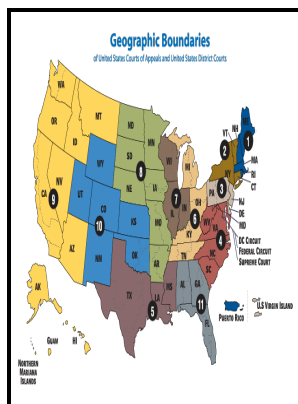 Geographic Boundaries
of United States Courts of Appeals and United States District Courts
WA
MT
ND
MN
OR
ID
SD
WI
MI
VT
NH
ME
1
2
NY
MA
RI
CT
WY
8
NE
IA
PA
3
NJ
DE
MD
NV
CA
9
UT
CO
10
KS
MO
7
IL
IN
OH
6
KY
WV
VA
4
DC CIRCUIT
FEDERAL CIRCUIT
SUPREME COURT
AZ
NM
OK
AR
TN
NC
SC
TX
LA
5
MS
AL
GA
11
FL
AK
HI
GUAM
NORTHERN
MARIANA
ISLANDS
PUERTO RICO
U.S VIRGIN ISLAND